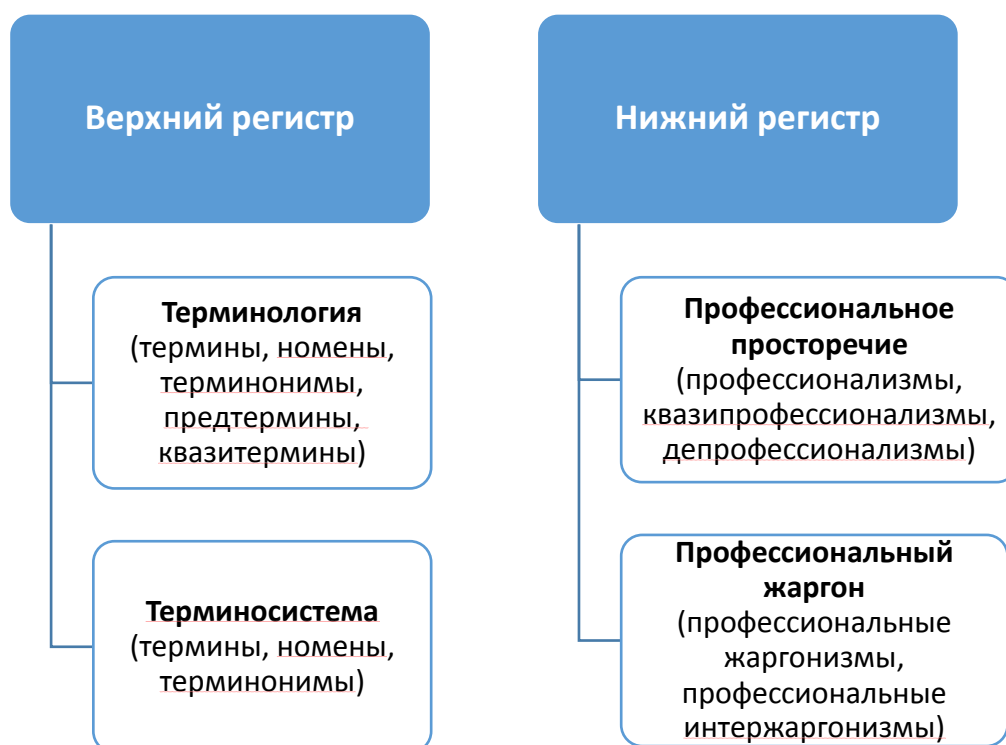 Верхний регистр
Терминология
(термины, номены,
терминонимы,
предтермины,
квазитермины)
Терминосистема
(термины, номены,
терминонимы)
Нижний регистр
Профессиональное
просторечие
(профессионализмы,
квазипрофессионализмы,
депрофессионализмы)
Профессиональный
жаргон
(профессиональные
жаргонизмы,
профессиональные
интержаргонизмы)